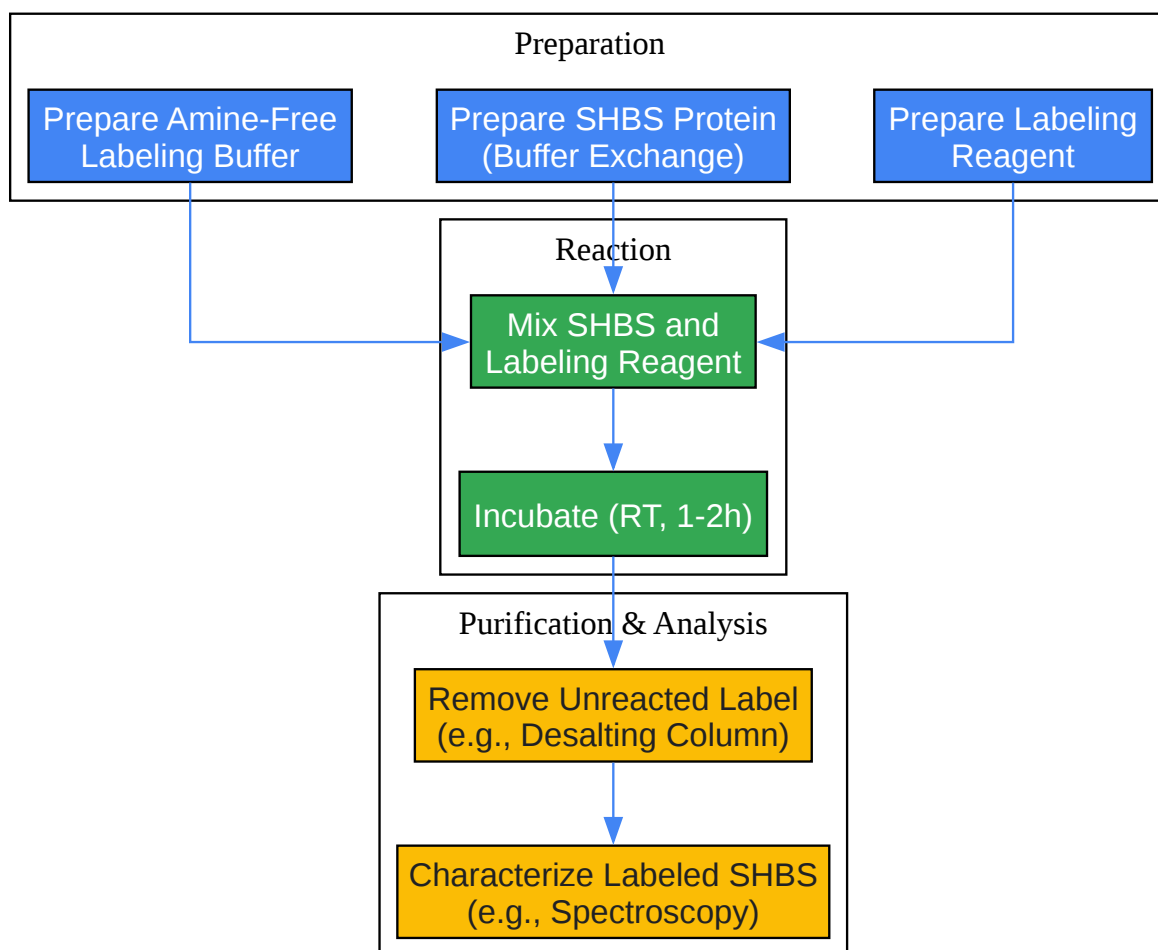 Preparation
Prepare Amine-Free
Labeling Buffer
Prepare SHBS Protein
(Buffer Exchange)
Prepare Labeling
Reagent
Reaction
Mix SHBS and
Labeling Reagent
Incubate (RT, 1-2h)
Purification & Analysis
Remove Unreacted Label
(e.g., Desalting Column)
Characterize Labeled SHBS
(e.g., Spectroscopy)